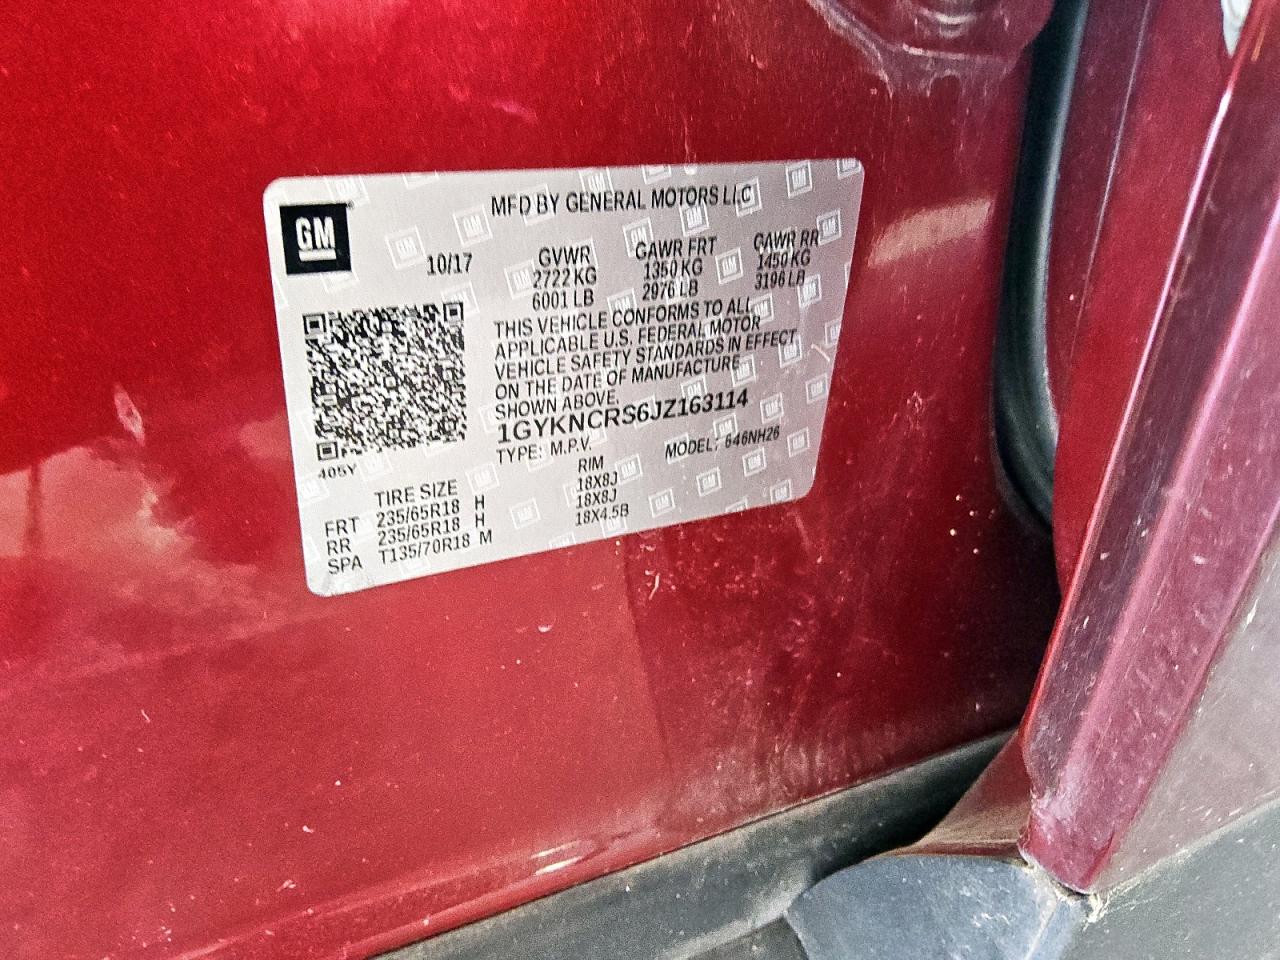 GM
MFD BY GENERAL MOTORS LLC
10/17
GVWR GAWR FRT GAWR RR
2722 KG 1350 KG 1450 KG
6001 LB 2976 LB 3196 LB
THIS VEHICLE CONFORMS TO ALL
APPLICABLE U.S. FEDERAL MOTOR
VEHICLE SAFETY STANDARDS IN EFFECT
ON THE DATE OF MANUFACTURE
SHOWN ABOVE.
1GYKNCRS6JZ163114
TYPE: M.P.V. MODEL: 646NH26
405Y
TIRE SIZE RIM
FRT 235/65R18 H 18X8J
RR 235/65R18 H 18X8J
SPA T135/70R18 M 18X4.5B